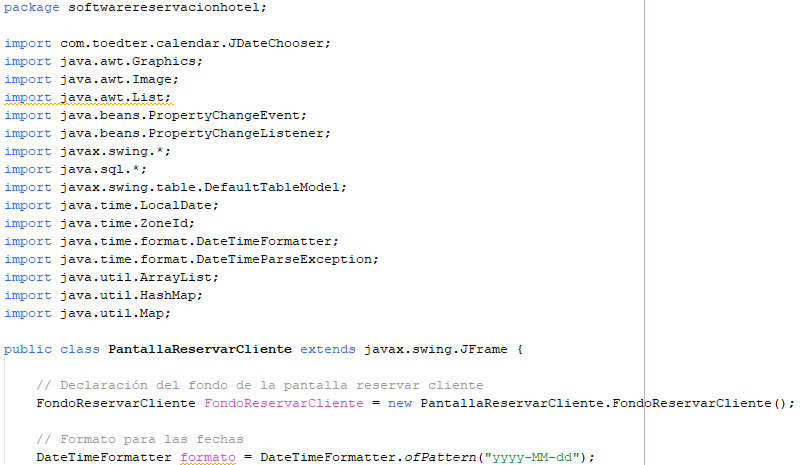 package softwarereservacionhotel;
import com.toedter.calendar.JDateChooser;
import java.awt.Graphics;
import java.awt.Image;
import java.awt.List;
import java.beans.PropertyChangeEvent;
import java.beans.PropertyChangeListener;
import javax.swing.*;
import java.sql.*;
import javax.swing.table.DefaultTableModel;
import java.time.LocalDate;
import java.time.ZoneId;
import java.time.format.DateTimeFormatter;
import java.time.format.DateTimeParseException;
import java.util.ArrayList;
import java.util.HashMap;
import java.util.Map;
public class PantallaReservarCliente extends javax.swing.JFrame {
// Declaración del fondo de la pantalla reservar cliente
FondoReservarCliente FondoReservarCliente = new PantallaReservarCliente.FondoReservarCliente();
// Formato para las fechas
DateTimeFormatter formato = DateTimeFormatter.ofPattern("yyyy-MM-dd");